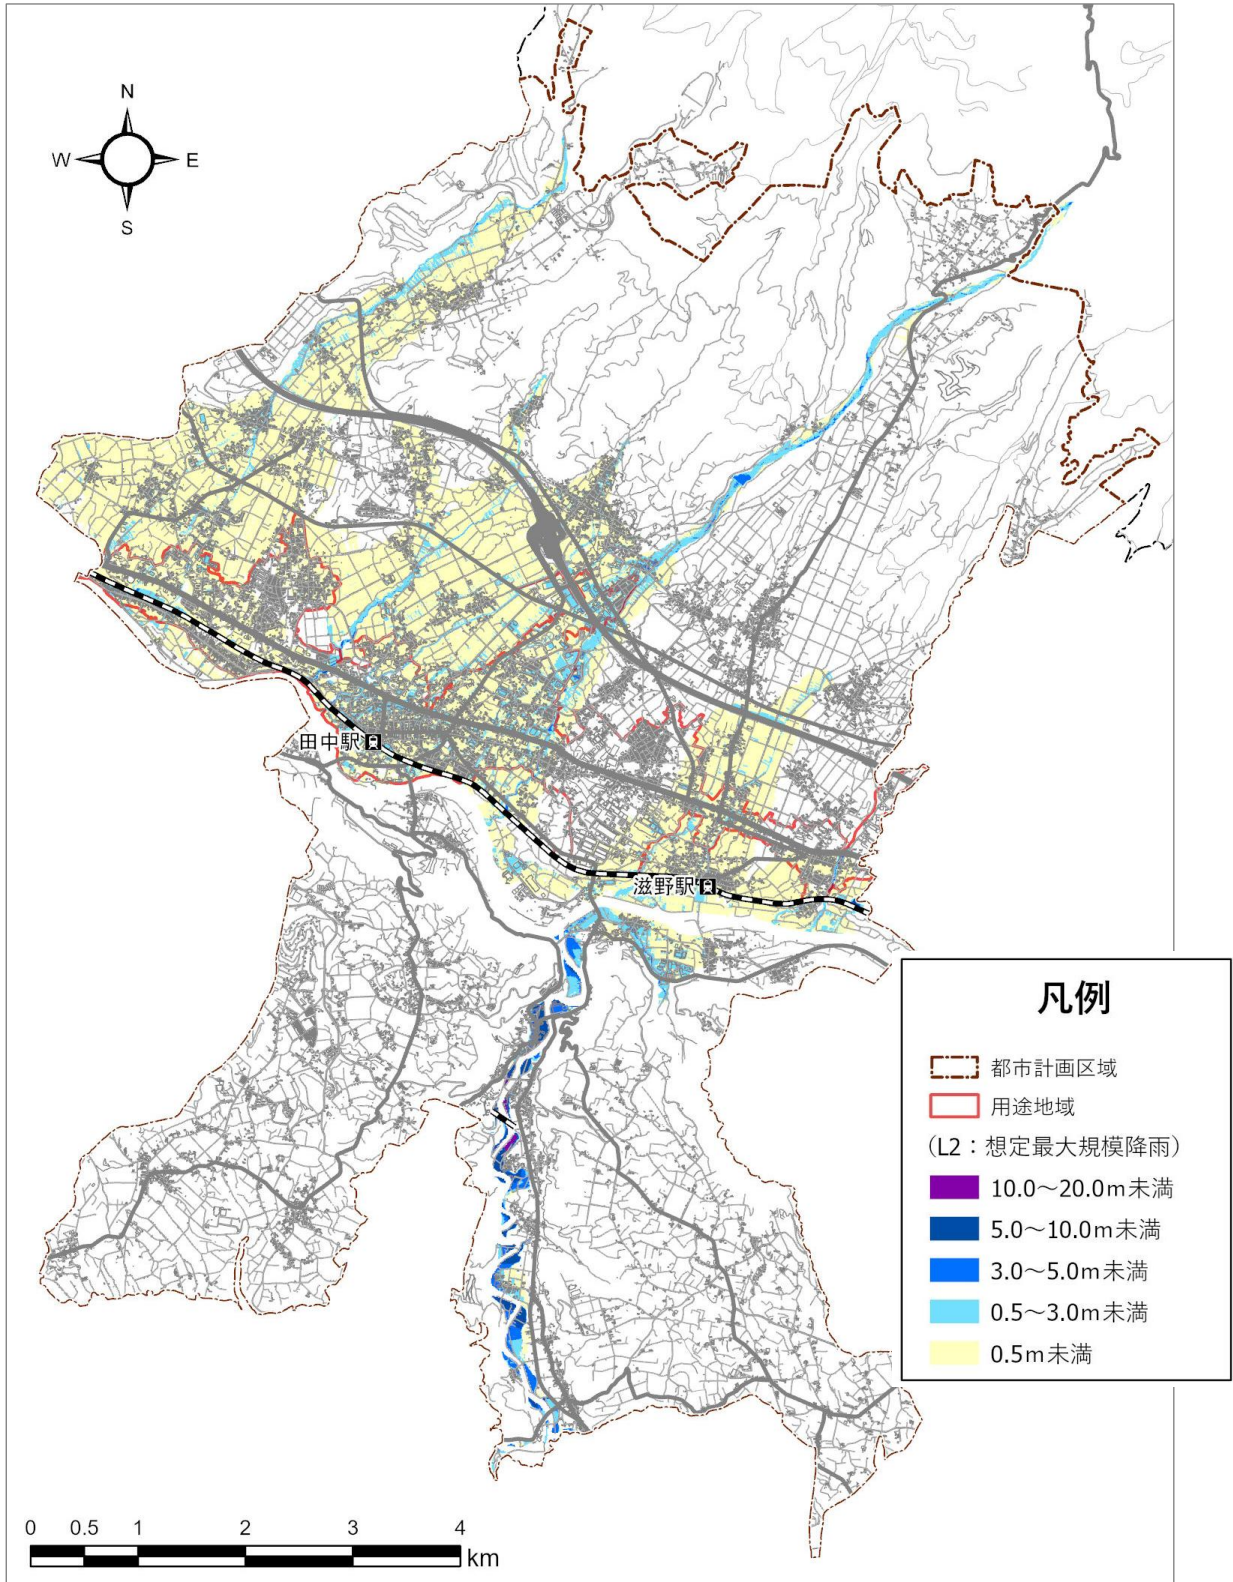 N
W
E
S
田中駅
滋野駅
凡例
都市計画区域
用途地域
(L2：想定最大規模降雨)
10.0～20.0m未満
5.0～10.0m未満
3.0～5.0m未満
0.5～3.0m未満
0.5m未満
0 0.5 1 2 3 4
km